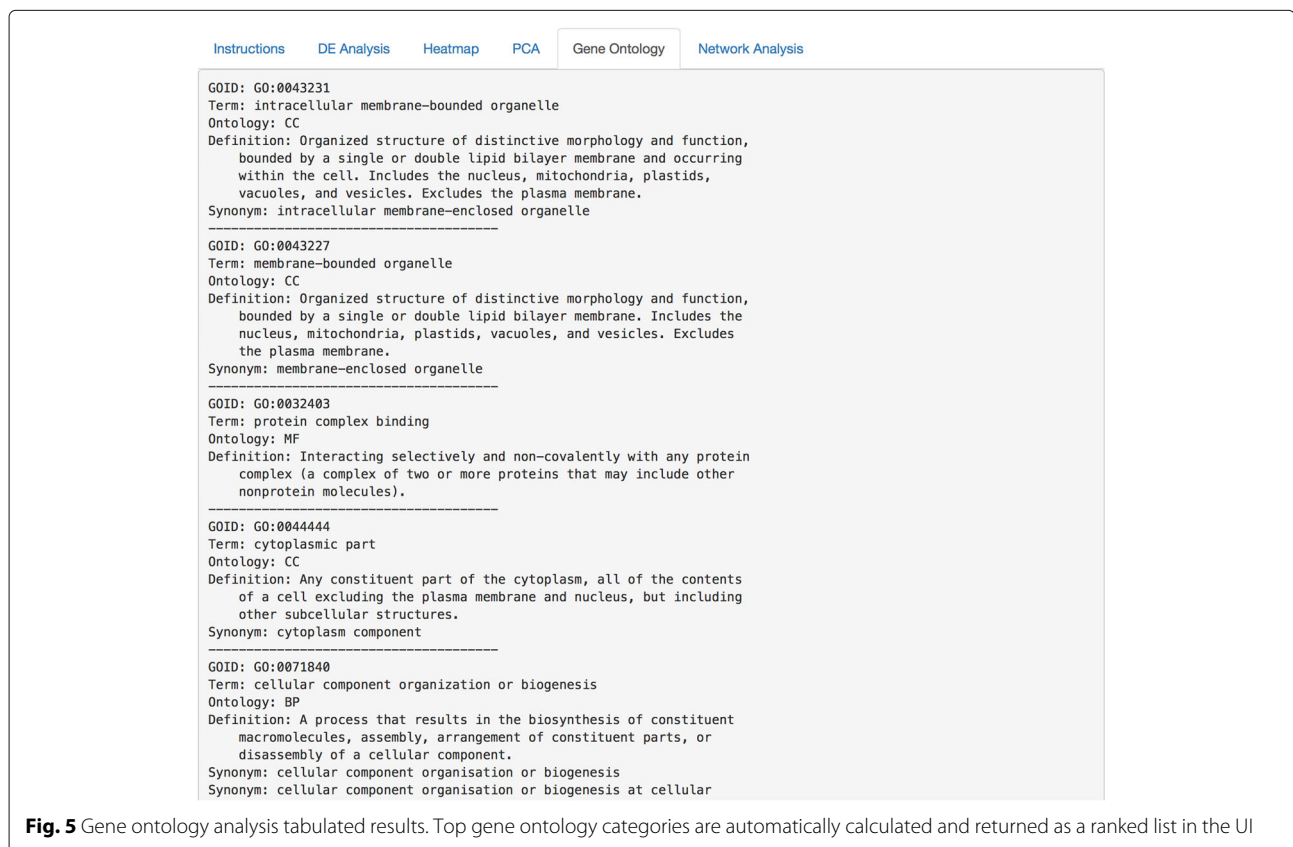 Instructions DE Analysis Heatmap PCA Gene Ontology Network Analysis
GOID: GO:0043231
Term: intracellular membrane-bounded organelle
Ontology: CC
Definition: Organized structure of distinctive morphology and function,
bounded by a single or double lipid bilayer membrane and occurring
within the cell. Includes the nucleus, mitochondria, plastids,
vacuoles, and vesicles. Excludes the plasma membrane.
Synonym: intracellular membrane-enclosed organelle
--------------------------------------
GOID: GO:0043227
Term: membrane-bounded organelle
Ontology: CC
Definition: Organized structure of distinctive morphology and function,
bounded by a single or double lipid bilayer membrane. Includes the
nucleus, mitochondria, plastids, vacuoles, and vesicles. Excludes
the plasma membrane.
Synonym: membrane-enclosed organelle
--------------------------------------
GOID: GO:0032403
Term: protein complex binding
Ontology: MF
Definition: Interacting selectively and non-covalently with any protein
complex (a complex of two or more proteins that may include other
nonprotein molecules).
--------------------------------------
GOID: GO:0044444
Term: cytoplasmic part
Ontology: CC
Definition: Any constituent part of the cytoplasm, all of the contents
of a cell excluding the plasma membrane and nucleus, but including
other subcellular structures.
Synonym: cytoplasm component
--------------------------------------
GOID: GO:0071840
Term: cellular component organization or biogenesis
Ontology: BP
Definition: A process that results in the biosynthesis of constituent
macromolecules, assembly, arrangement of constituent parts, or
disassembly of a cellular component.
Synonym: cellular component organisation or biogenesis
Synonym: cellular component organisation or biogenesis at cellular
Fig. 5 Gene ontology analysis tabulated results. Top gene ontology categories are automatically calculated and returned as a ranked list in the UI